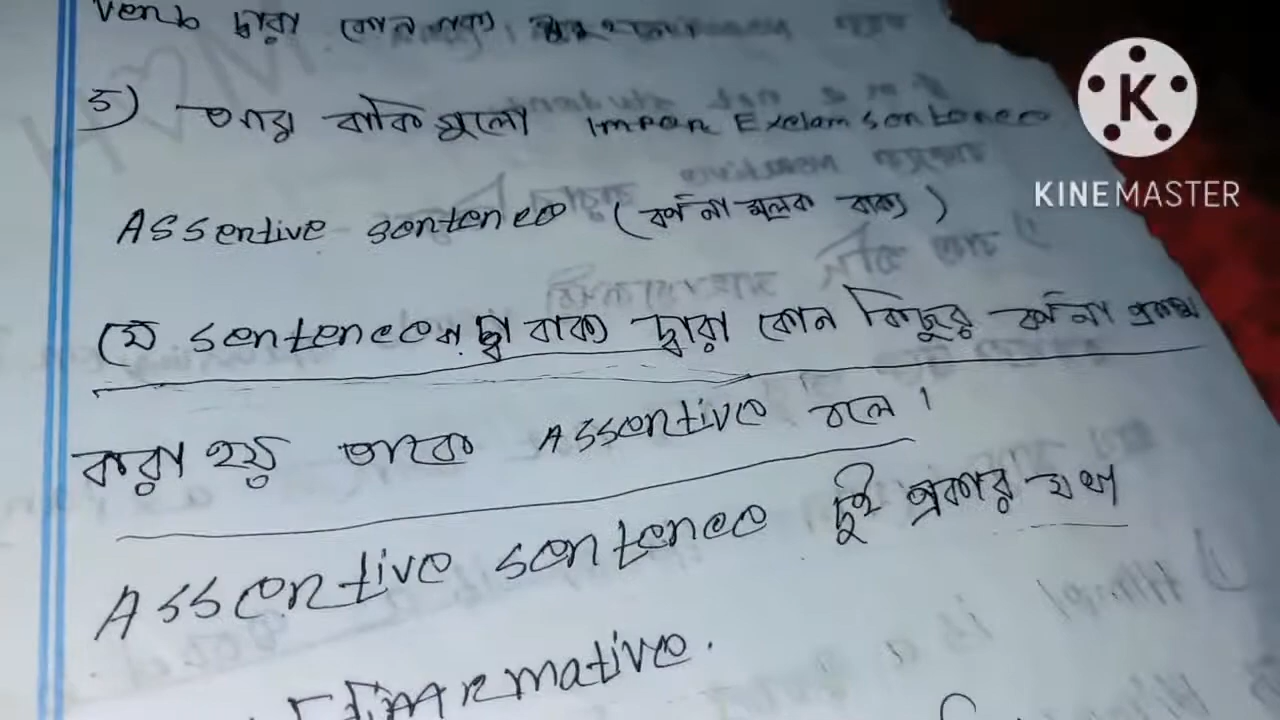 verb দ্বারা কোন বাক্য
5) আর বাকিগুলো Imper Exclam sentence
KINEMASTER
Assertive sentence (বর্ণনা মূলক বাক্য)
যে sentence বা বাক্য দ্বারা কোন কিছুর বর্ণনা প্রকাশ
করা হয় তাকে Assertive বলে।
Assertive sentence দুই প্রকার যথা
Affirmative.